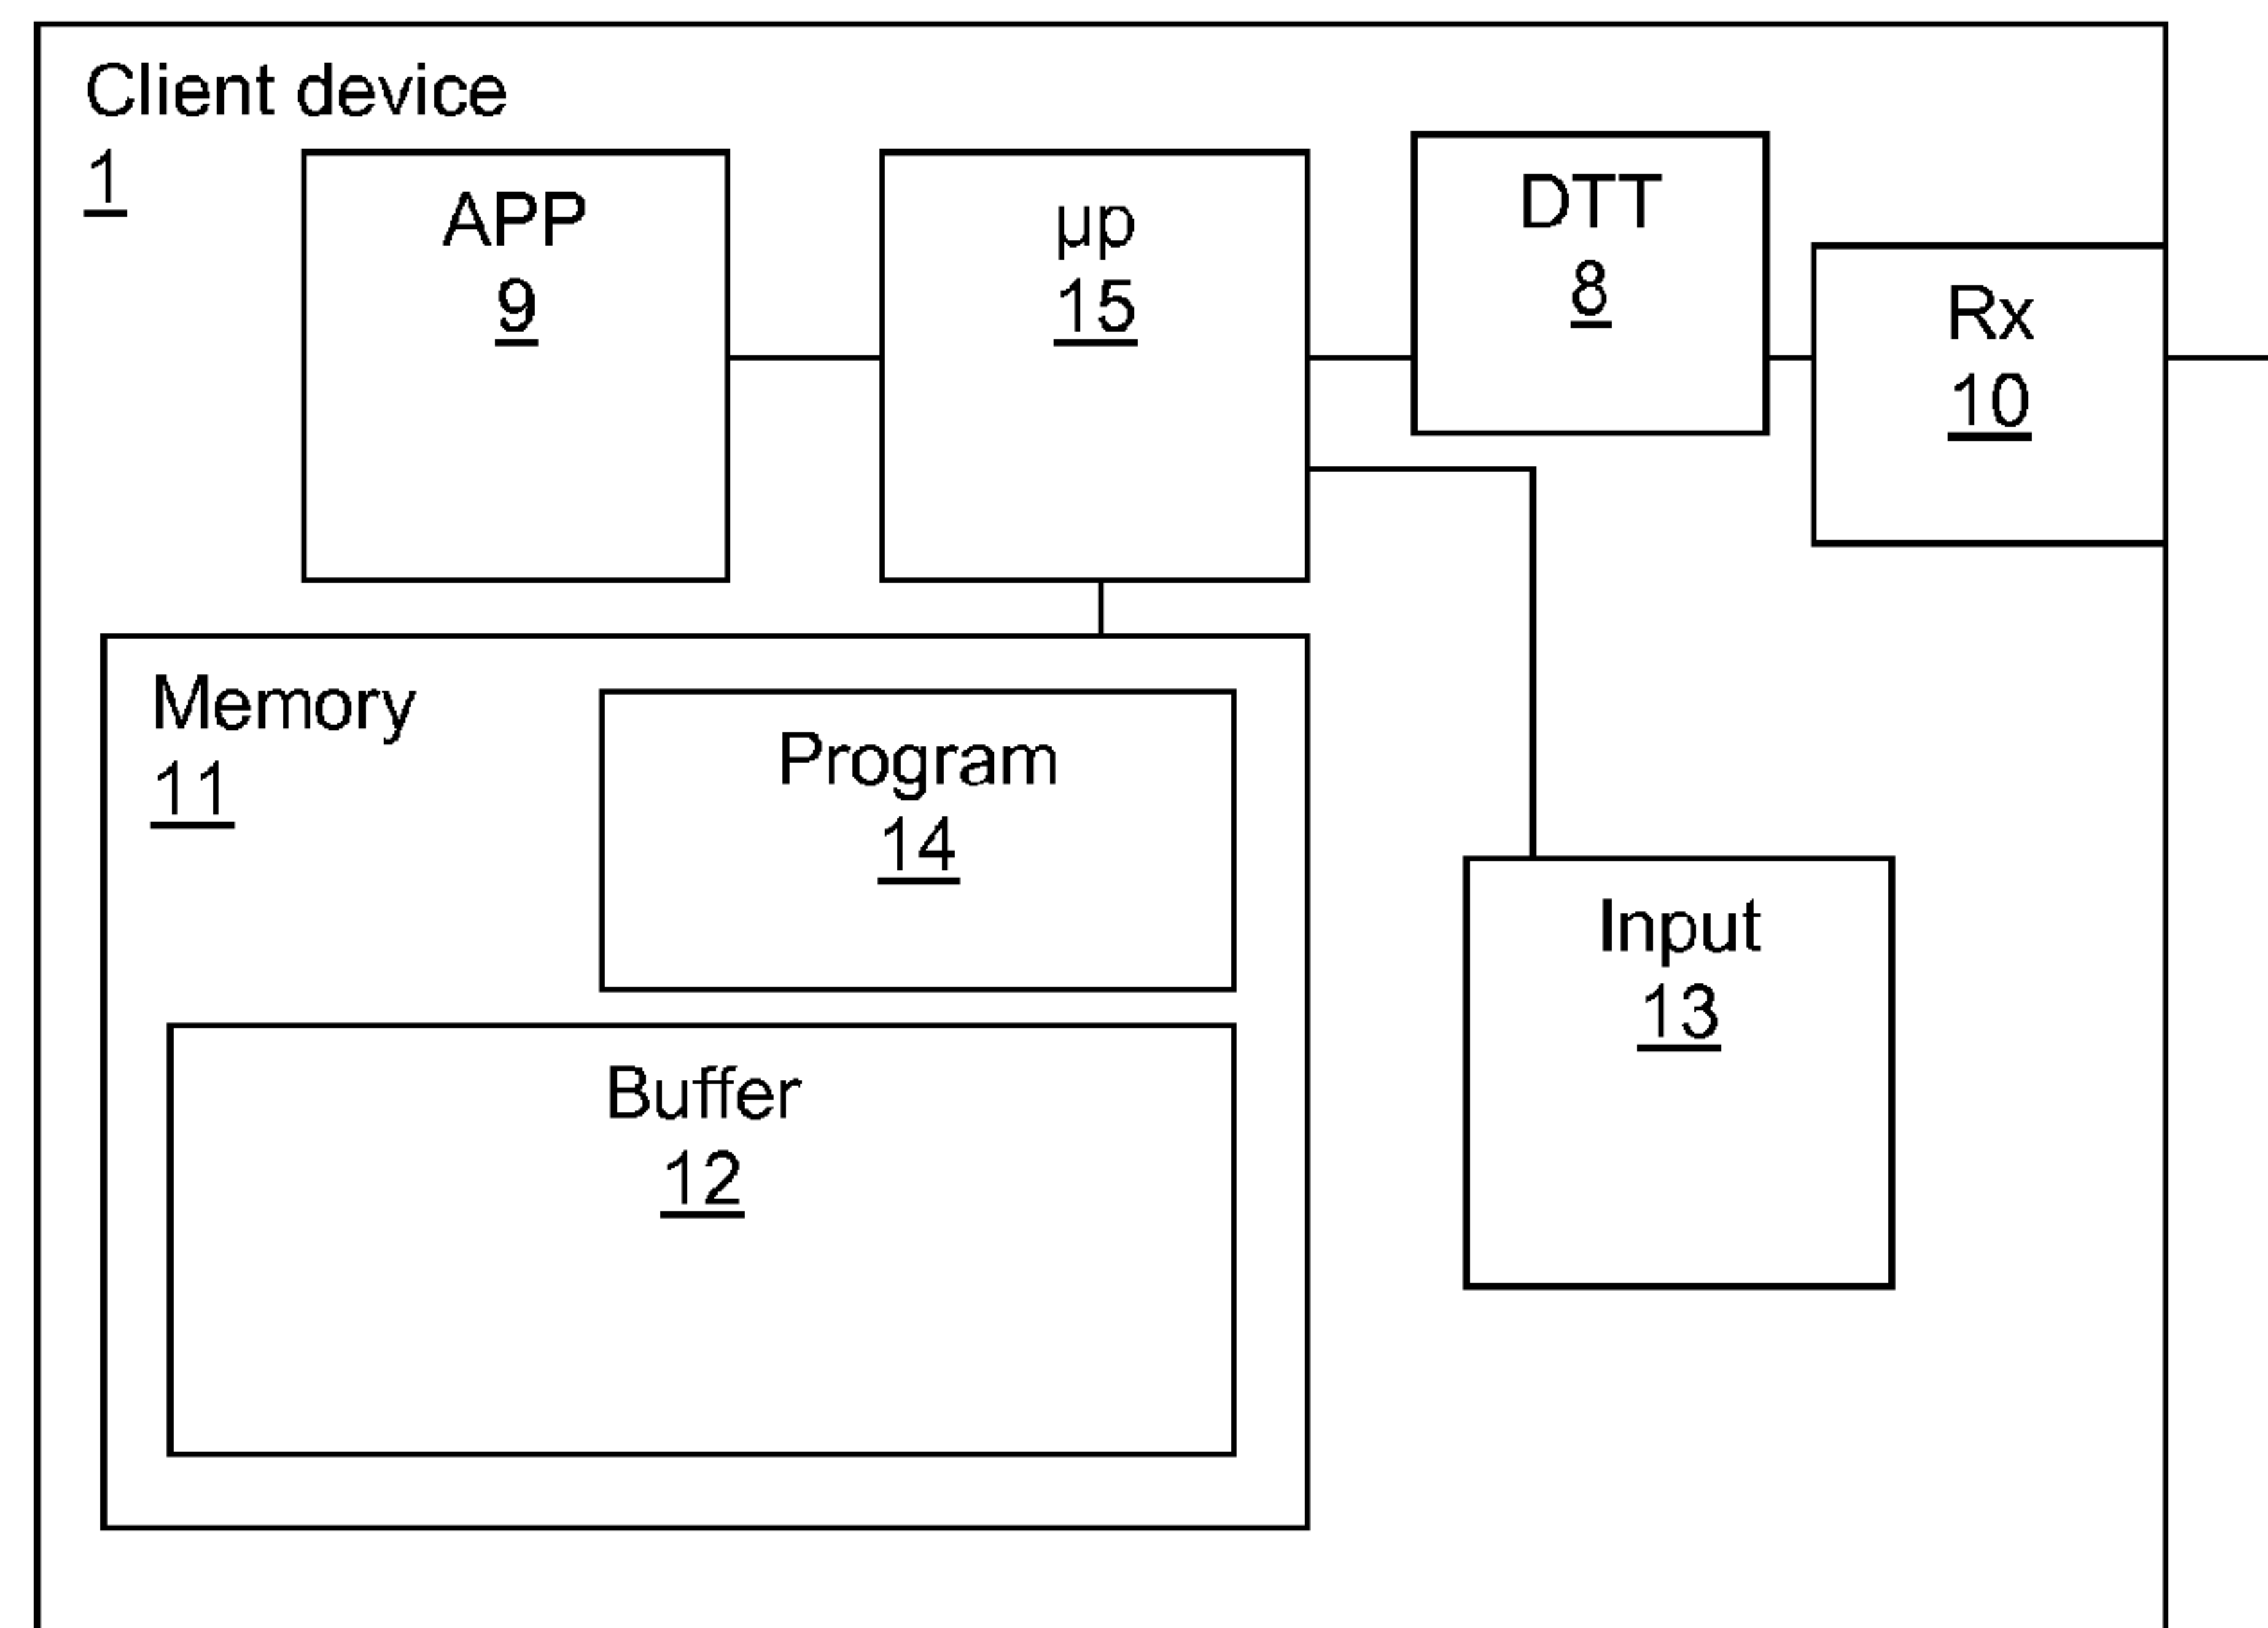 Client device
1
APP
9
µp
15
DTT
8
Rx
10
Memory
11
Program
14
Input
13
Buffer
12